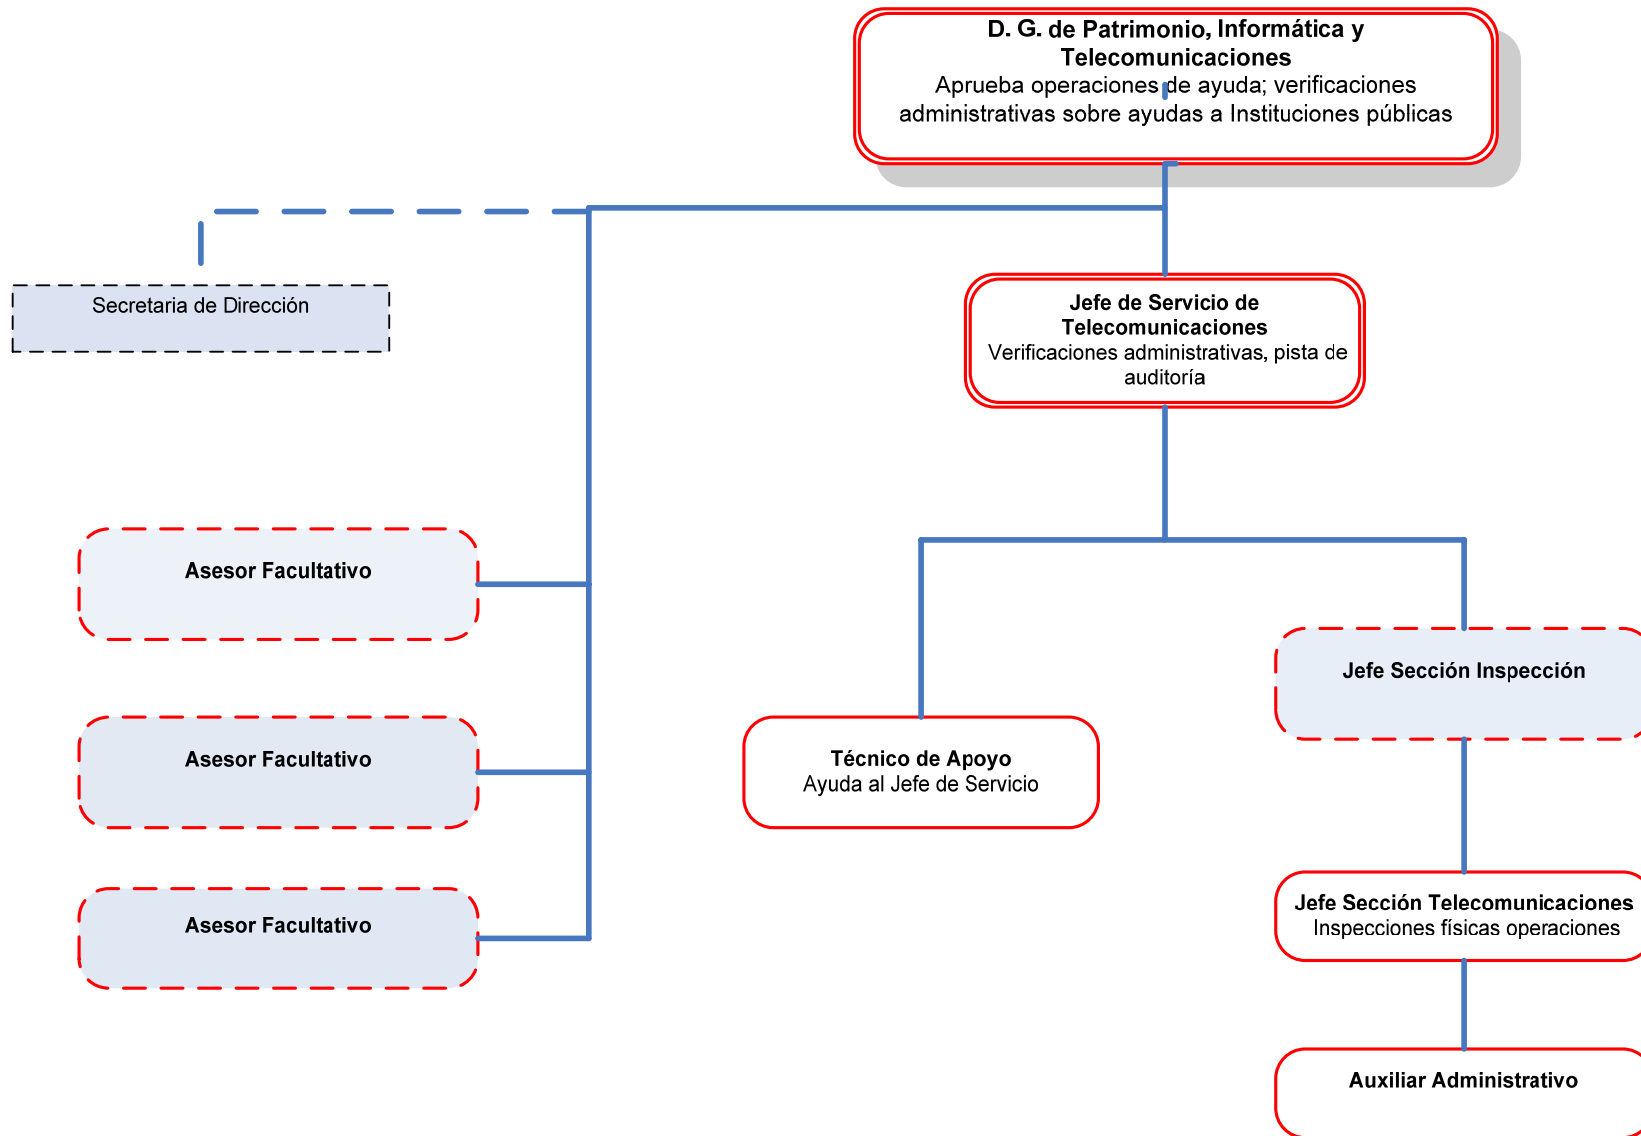 D. G. de Patrimonio, Informática y
Telecomunicaciones
Aprueba operaciones de ayuda; verificaciones
administrativas sobre ayudas a Instituciones públicas
Secretaria de Dirección
Jefe de Servicio de
Telecomunicaciones
Verificaciones administrativas, pista de
auditoría
Asesor Facultativo
Jefe Sección Inspección
Asesor Facultativo
Técnico de Apoyo
Ayuda al Jefe de Servicio
Asesor Facultativo
Jefe Sección Telecomunicaciones
Inspecciones físicas operaciones
Auxiliar Administrativo